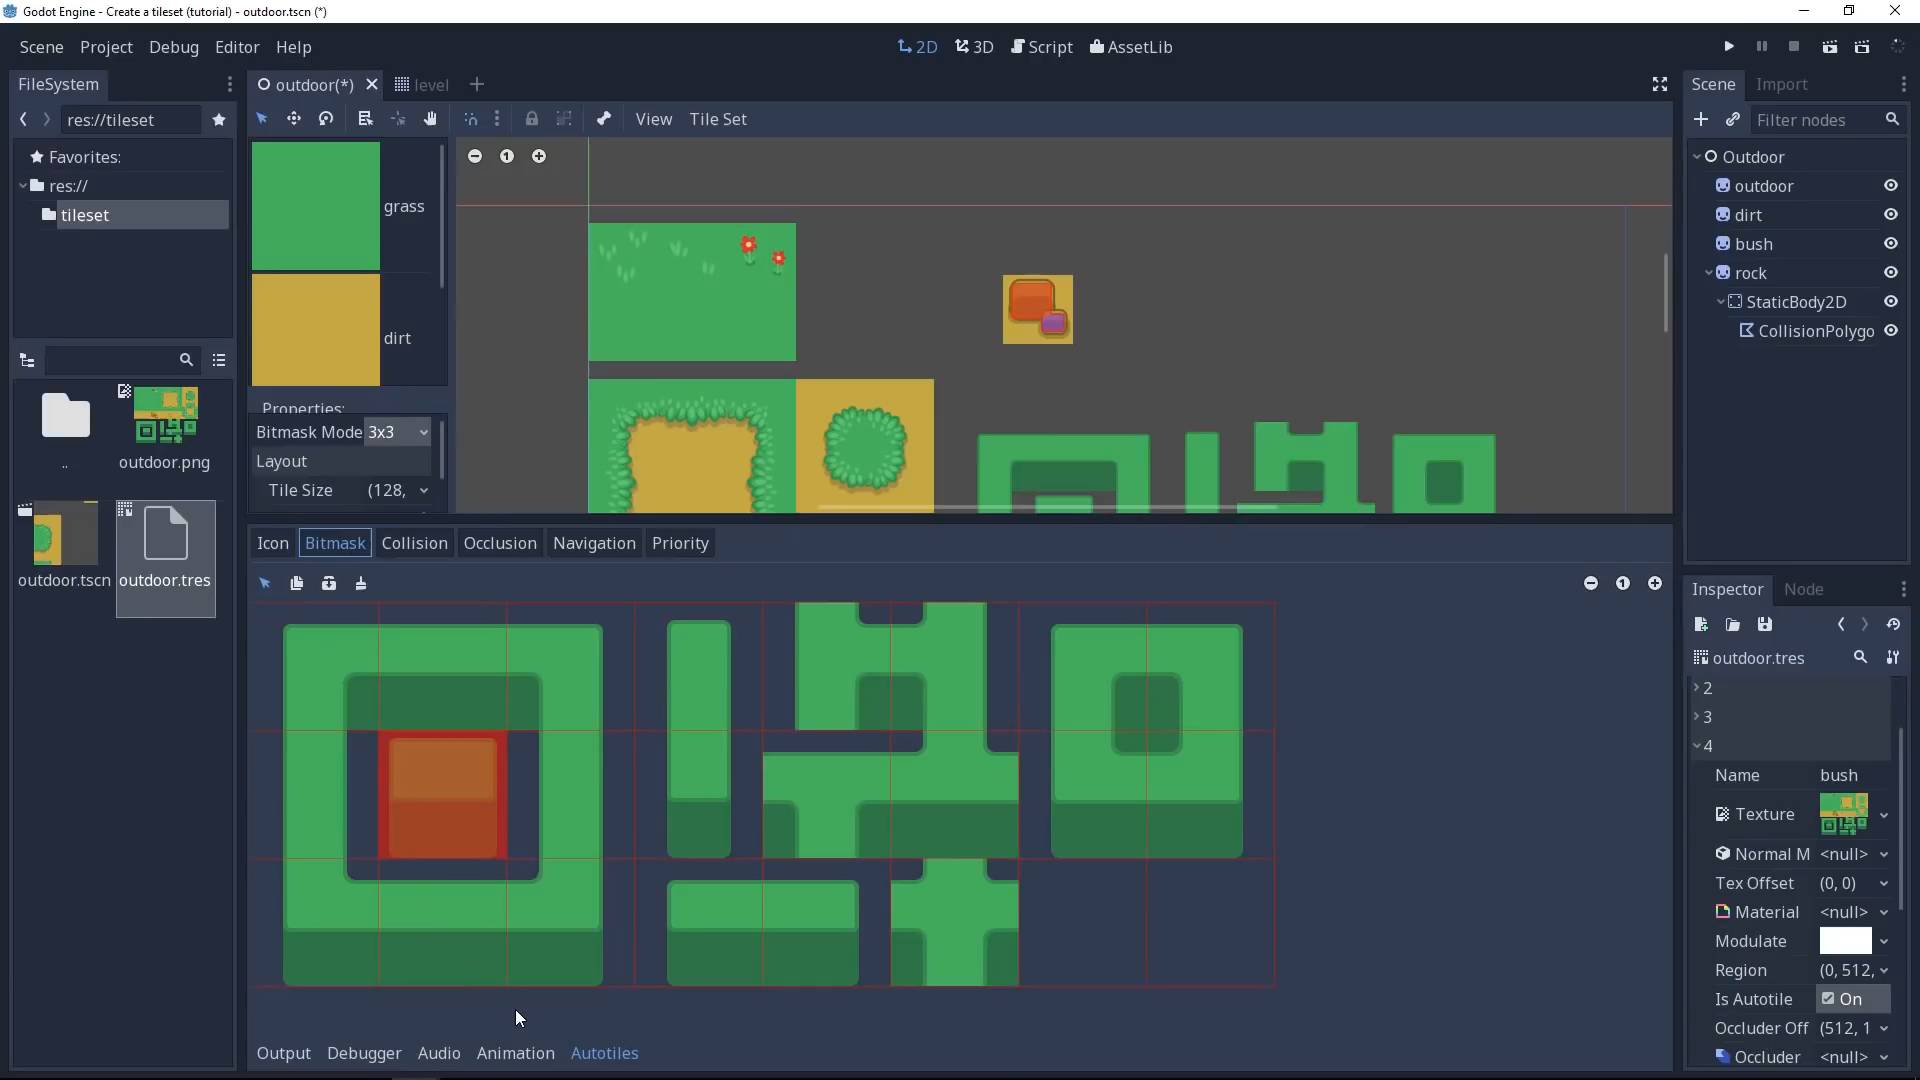 Godot Engine - Create a tileset (tutorial) - outdoor.tscn (*)
Scene Project Debug Editor Help
2D 3D Script AssetLib
FileSystem
res://tileset
Favorites:
res://
tileset
..
outdoor.png
outdoor.tscn
outdoor.tres
outdoor(*) level
View Tile Set
grass
dirt
Properties:
Bitmask Mode 3x3
Layout
Tile Size (128,
1
Icon Bitmask Collision Occlusion Navigation Priority
1
Output Debugger Audio Animation Autotiles
Scene Import
Filter nodes
Outdoor
outdoor
dirt
bush
rock
StaticBody2D
CollisionPolygo
Inspector Node
outdoor.tres
2
3
4
Name bush
Texture
Normal M <null>
Tex Offset (0, 0)
Material <null>
Modulate
Region (0, 512,
Is Autotile On
Occluder Off (512, 1
Occluder <null>